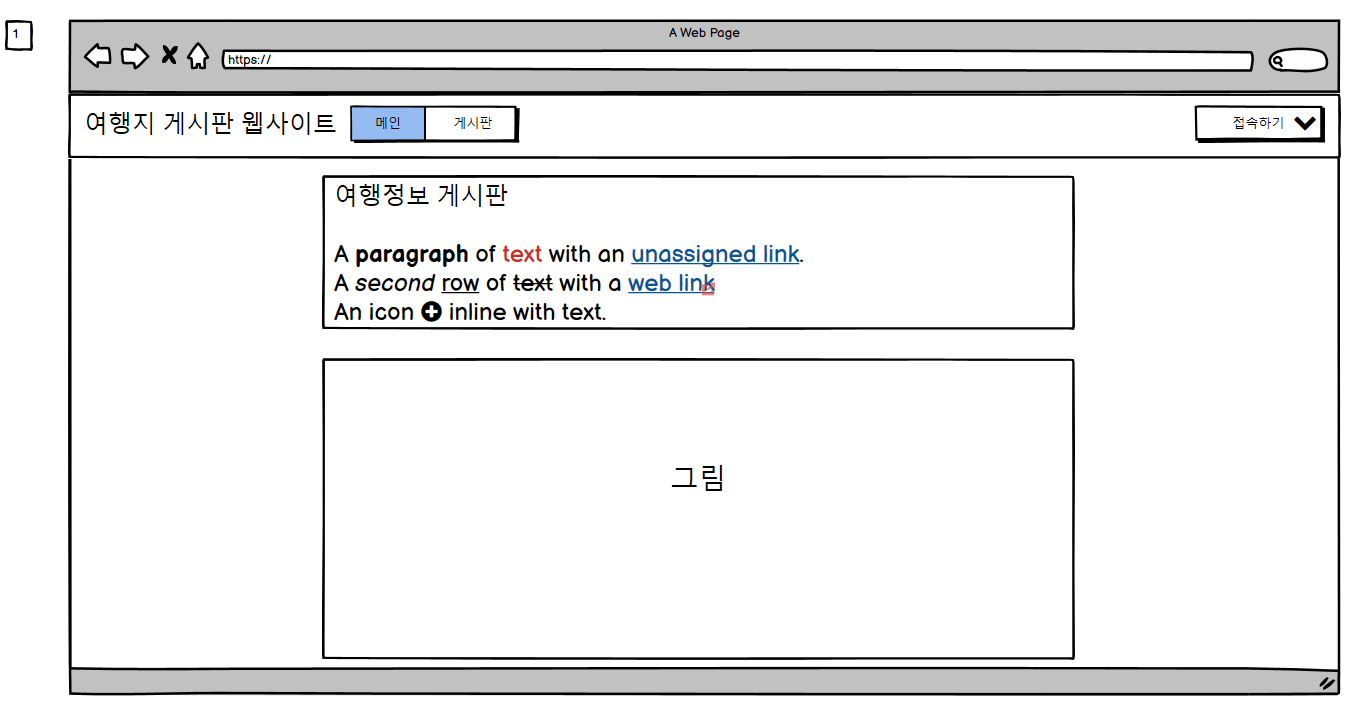 1
A Web Page
https://
여행지 게시판 웹사이트 메인 게시판 접속하기
여행정보 게시판
A paragraph of text with an unassigned link.
A second row of text with a web link
An icon inline with text.
그림